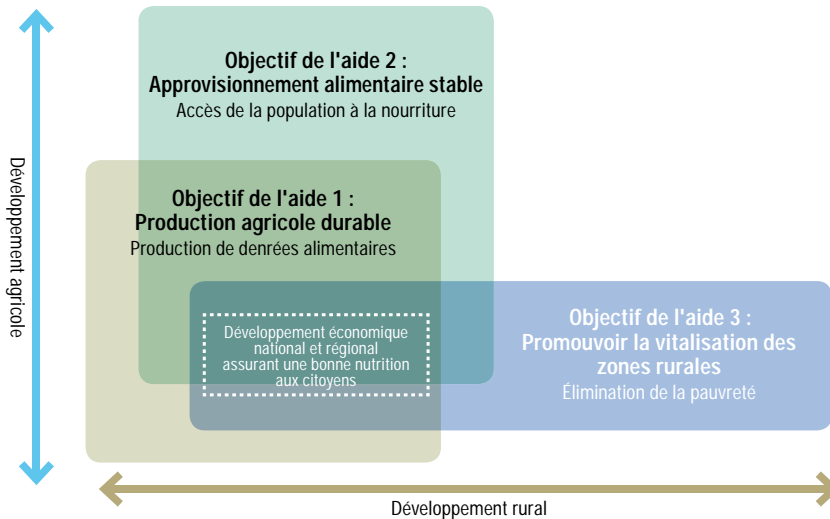 Objectif de l'aide 2 :
Approvisionnement alimentaire stable
Accès de la population à la nourriture
Développement agricole
Objectif de l'aide 1 :
Production agricole durable
Production de denrées alimentaires
Développement économique
national et régional
assurant une bonne nutrition
aux citoyens
Objectif de l'aide 3 :
Promouvoir la vitalisation des
zones rurales
Élimination de la pauvreté
Développement rural